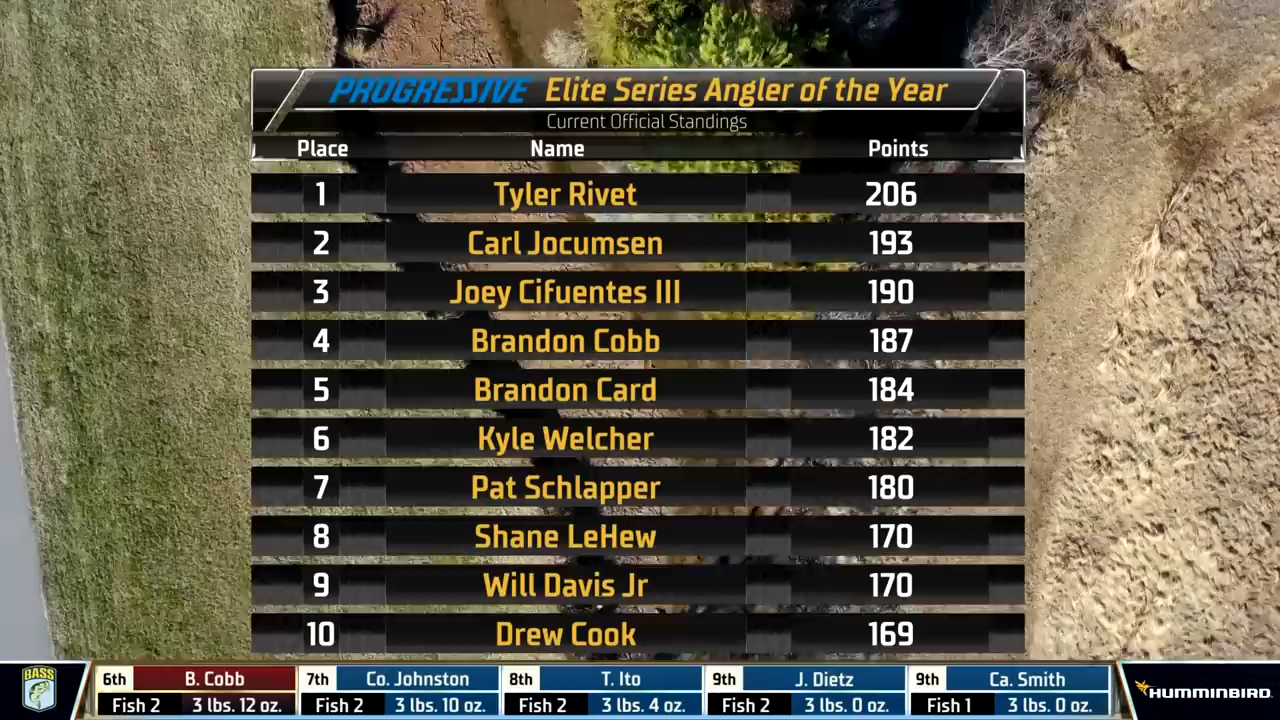 PROGRESSIVE Elite Series Angler of the Year
Current Official Standings
Place Name Points
1 Tyler Rivet 206
2 Carl Jocumsen 193
3 Joey Cifuentes III 190
4 Brandon Cobb 187
5 Brandon Card 184
6 Kyle Welcher 182
7 Pat Schlapper 180
8 Shane LeHew 170
9 Will Davis Jr 170
10 Drew Cook 169
BASS
6th B. Cobb
Fish 2 3 lbs. 12 oz.
7th Co. Johnston
Fish 2 3 lbs. 10 oz.
8th T. Ito
Fish 2 3 lbs. 4 oz.
9th J. Dietz
Fish 2 3 lbs. 0 oz.
9th Ca. Smith
Fish 1 3 lbs. 0 oz.
HUMMINBIRD